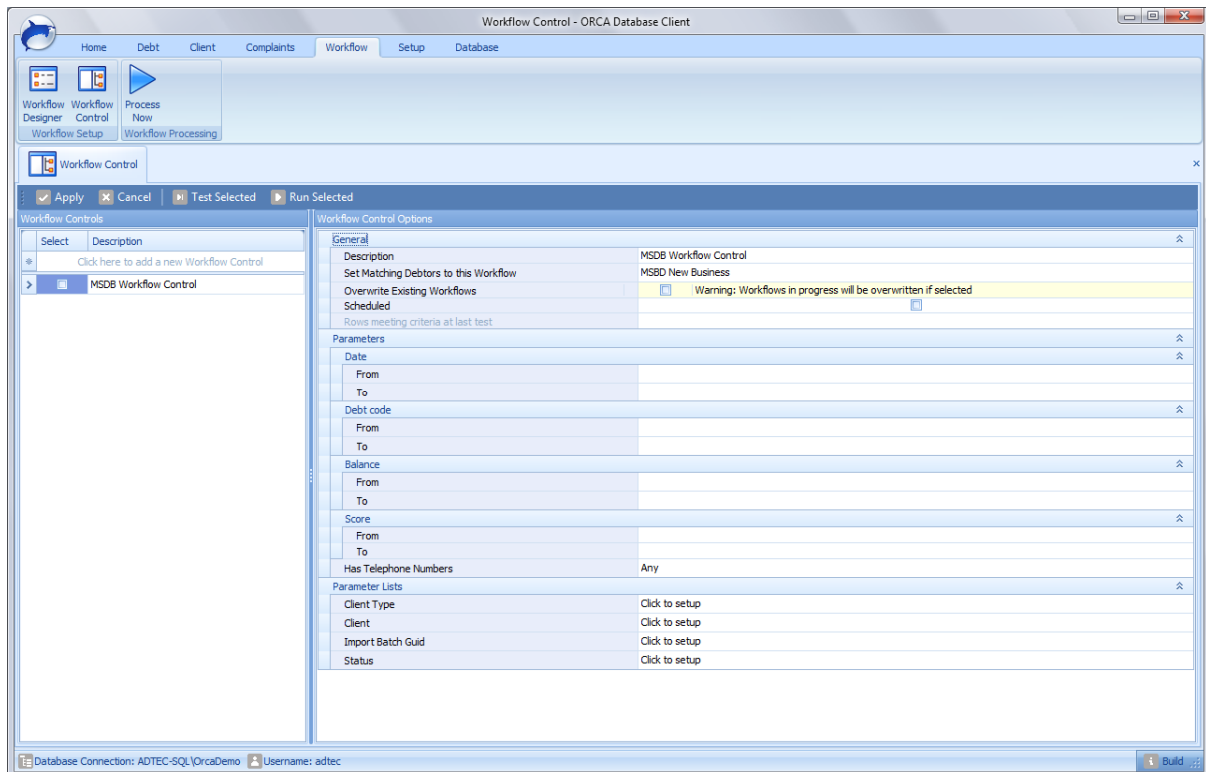 Workflow Control - ORCA Database Client
Home Debt Client Complaints Workflow Setup Database
Workflow Designer
Workflow Control
Process Now
Workflow Setup Workflow Processing
Workflow Control
Apply Cancel Test Selected Run Selected
Workflow Controls
Select Description
Click here to add a new Workflow Control
MSDB Workflow Control
Workflow Control Options
General
Description MSDB Workflow Control
Set Matching Debtors to this Workflow MSBD New Business
Overwrite Existing Workflows Warning: Workflows in progress will be overwritten if selected
Scheduled
Rows meeting criteria at last test
Parameters
Date
From
To
Debt code
From
To
Balance
From
To
Score
From
To
Has Telephone Numbers Any
Parameter Lists
Client Type Click to setup
Client Click to setup
Import Batch Guid Click to setup
Status Click to setup
Database Connection: ADTEC-SQL\OrcaDemo Username: adtec Build